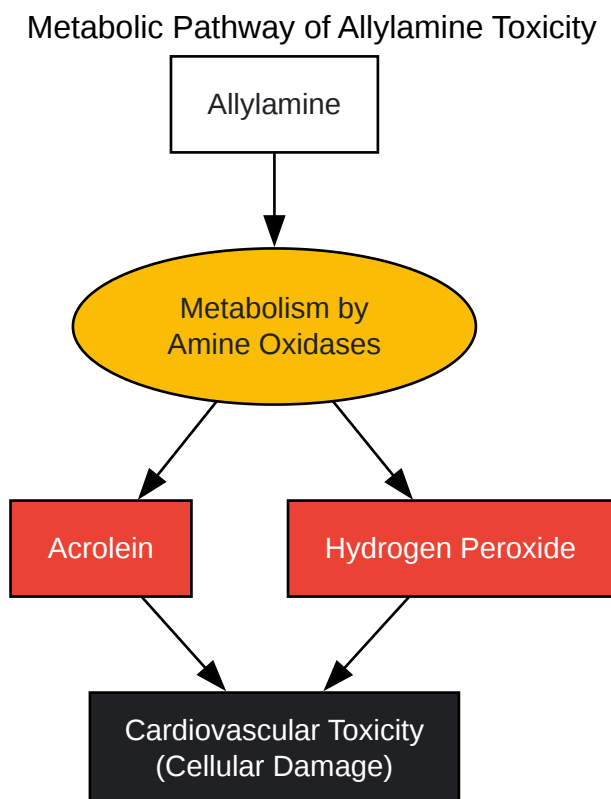 Metabolic Pathway of Allylamine Toxicity
Allylamine
Metabolism by
Amine Oxidases
Acrolein
Hydrogen Peroxide
Cardiovascular Toxicity
(Cellular Damage)